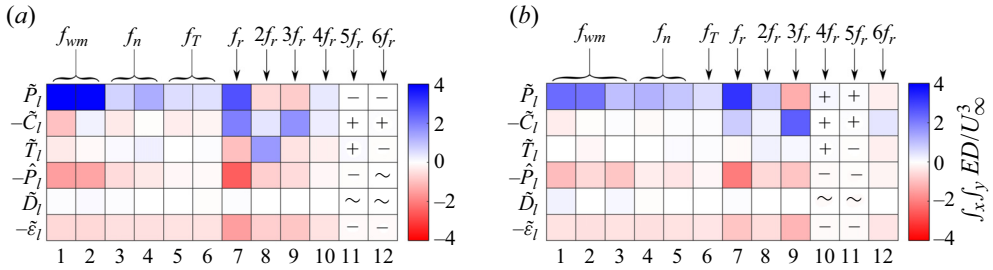 (a)
f_wm f_n f_T f_r 2f_r 3f_r 4f_r 5f_r 6f_r
P̃_l − −
−C̃_l + +
T̃_l + −
−P̂_l − ~
D̃_l ~ ~
−ε̃_l − −
1 2 3 4 5 6 7 8 9 10 11 12
4
2
0
−2
−4
(b)
f_wm f_n f_T f_r 2f_r 3f_r 4f_r 5f_r 6f_r
P̃_l + +
−C̃_l + +
T̃_l + −
−P̂_l − −
D̃_l ~ ~
−ε̃_l − −
1 2 3 4 5 6 7 8 9 10 11 12
4
2
0
−2
−4
∫_x∫_y ED/U_∞^3